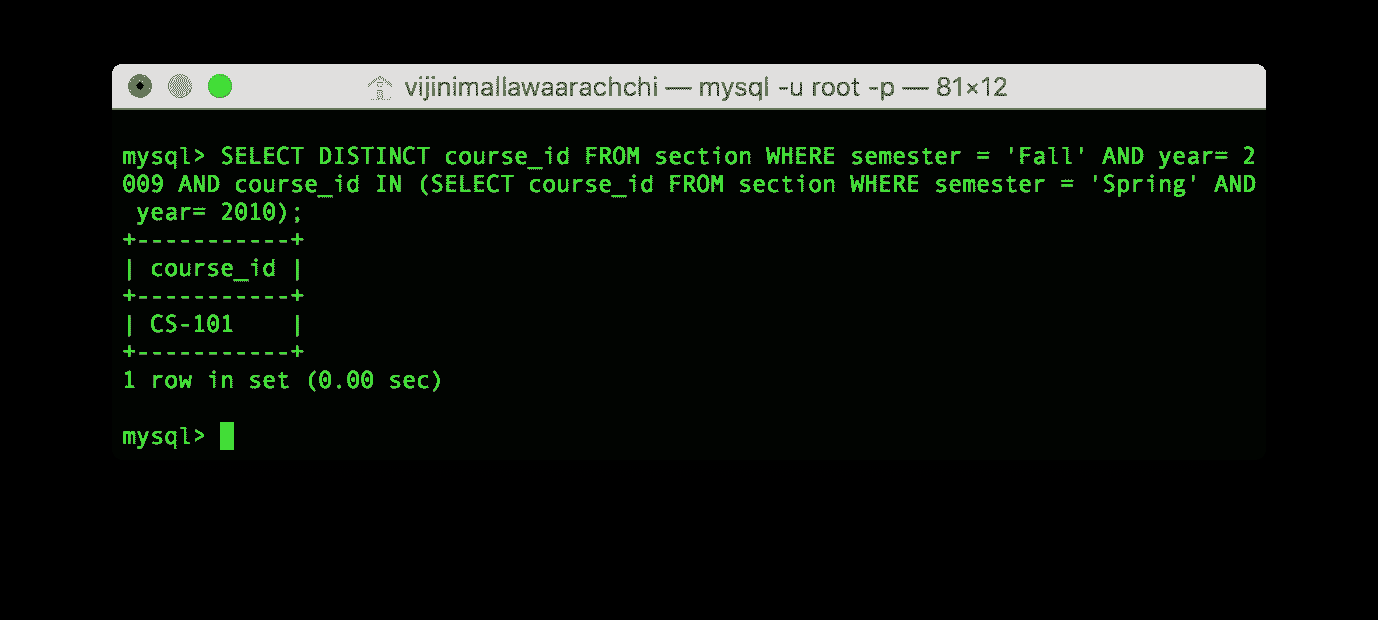 vijinimallawaarachchi — mysql -u root -p — 81×12
mysql> SELECT DISTINCT course_id FROM section WHERE semester = 'Fall' AND year= 2
009 AND course_id IN (SELECT course_id FROM section WHERE semester = 'Spring' AND
 year= 2010);
+-----------+
| course_id |
+-----------+
| CS-101    |
+-----------+
1 row in set (0.00 sec)
mysql>